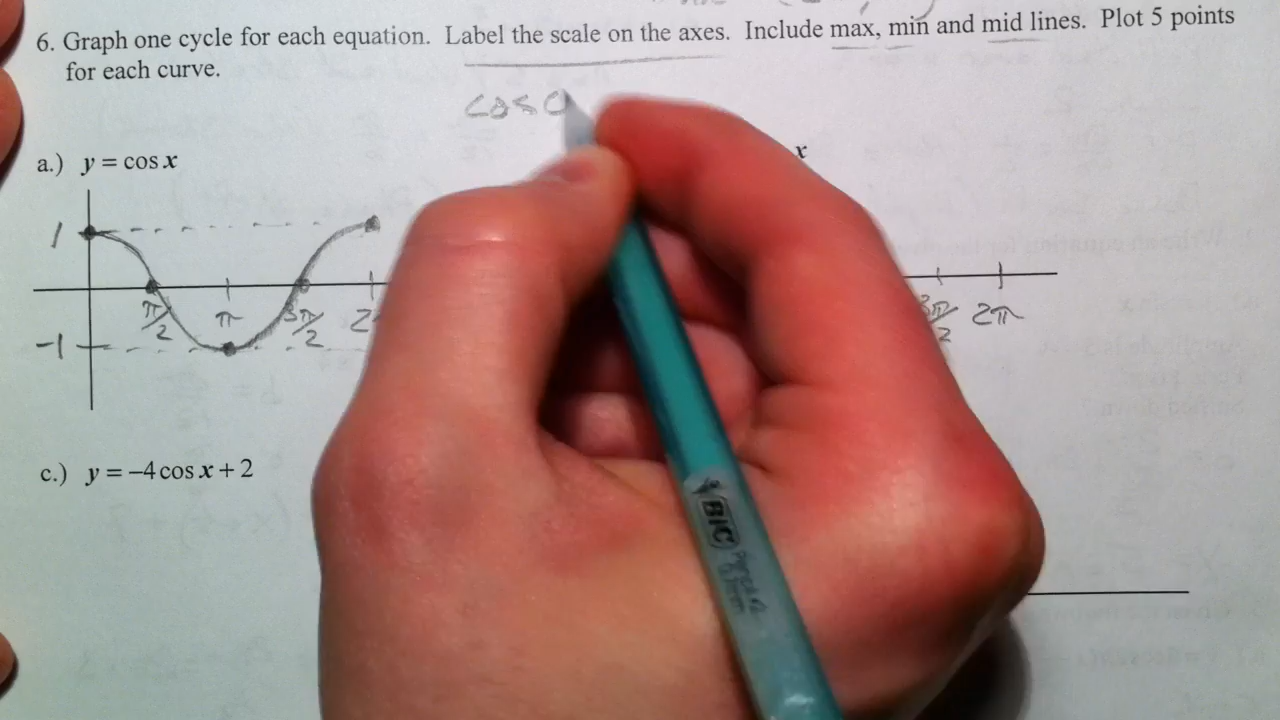 6. Graph one cycle for each equation. Label the scale on the axes. Include max, min and mid lines. Plot 5 points
for each curve.
cos
a.) y = cos x
x
1
π/2 π 3π/2 2
3π/2 2π
-1
c.) y = -4 cos x + 2
BIC